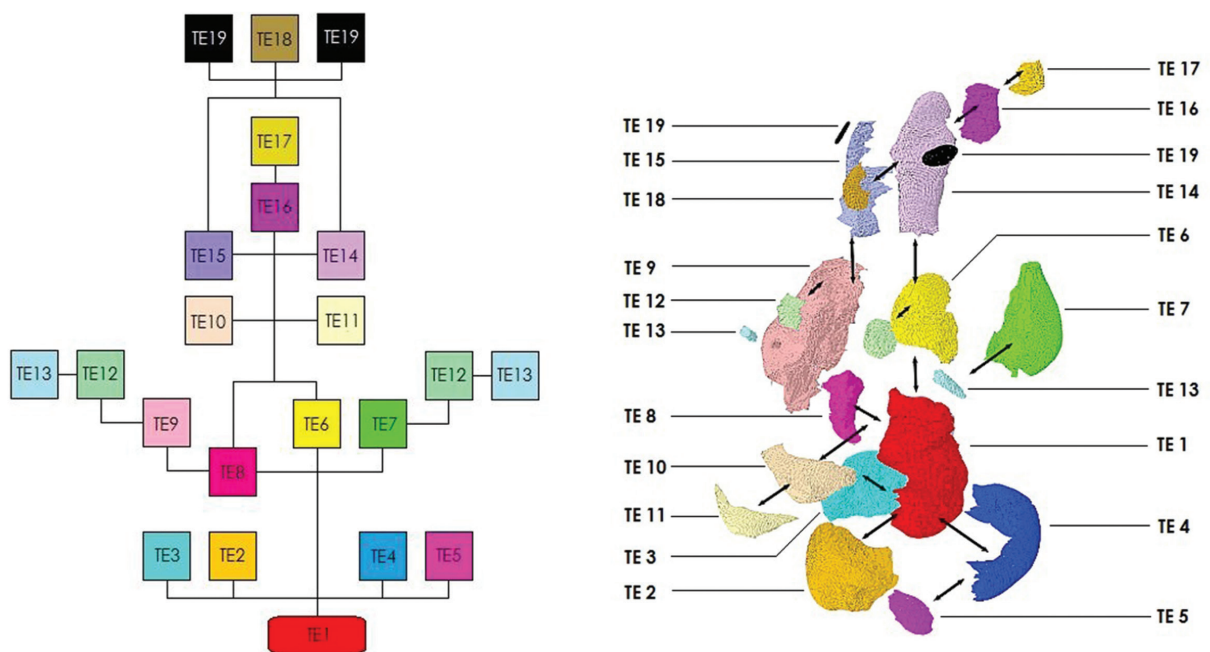 TE19 TE18 TE19
TE17
TE16
TE15 TE14
TE10 TE11
TE13 TE12 TE12 TE13
TE9 TE6 TE7
TE8
TE3 TE2 TE4 TE5
TE1
TE 17
TE 16
TE 19
TE 15
TE 19
TE 18
TE 14
TE 6
TE 9
TE 12
TE 7
TE 13
TE 13
TE 8
TE 1
TE 10
TE 11
TE 4
TE 3
TE 2
TE 5